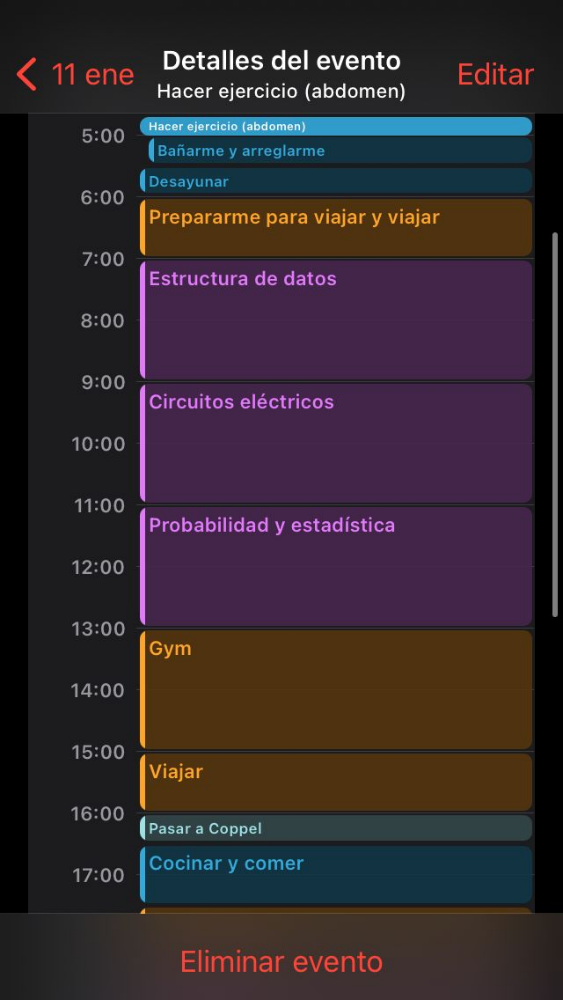 11 ene
Detalles del evento
Hacer ejercicio (abdomen)
Editar
Hacer ejercicio (abdomen)
5:00
Bañarme y arreglarme
Desayunar
6:00
Prepararme para viajar y viajar
7:00
Estructura de datos
8:00
9:00
Circuitos eléctricos
10:00
11:00
Probabilidad y estadística
12:00
13:00
Gym
14:00
15:00
Viajar
16:00
Pasar a Coppel
Cocinar y comer
17:00
Eliminar evento